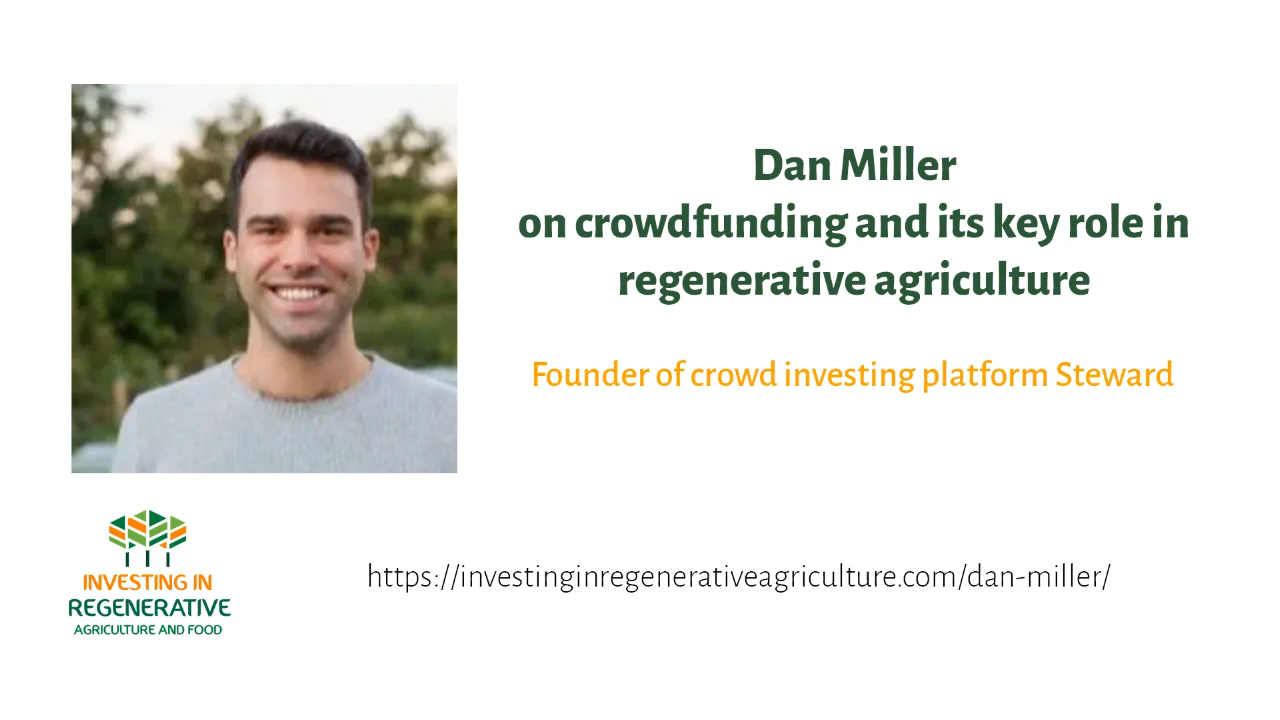 Dan Miller
on crowdfunding and its key role in
regenerative agriculture
Founder of crowd investing platform Steward
INVESTING IN
REGENERATIVE
AGRICULTURE AND FOOD
https://investinginregenerativeagriculture.com/dan-miller/